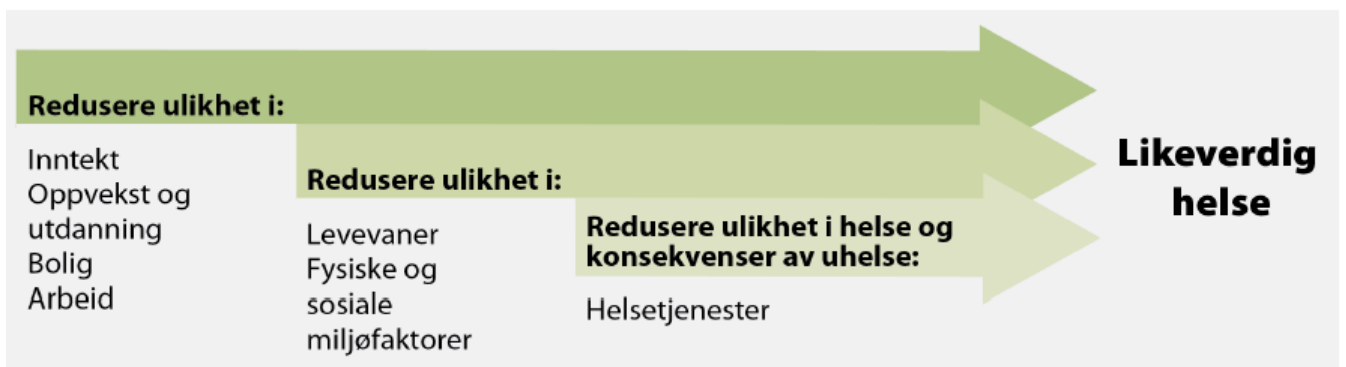 Redusere ulikhet i:
Inntekt
Oppvekst og
utdanning
Bolig
Arbeid
Redusere ulikhet i:
Levevaner
Fysiske og
sosiale
miljøfaktorer
Redusere ulikhet i helse og
konsekvenser av uhelse:
Helsetjenester
Likeverdig
helse